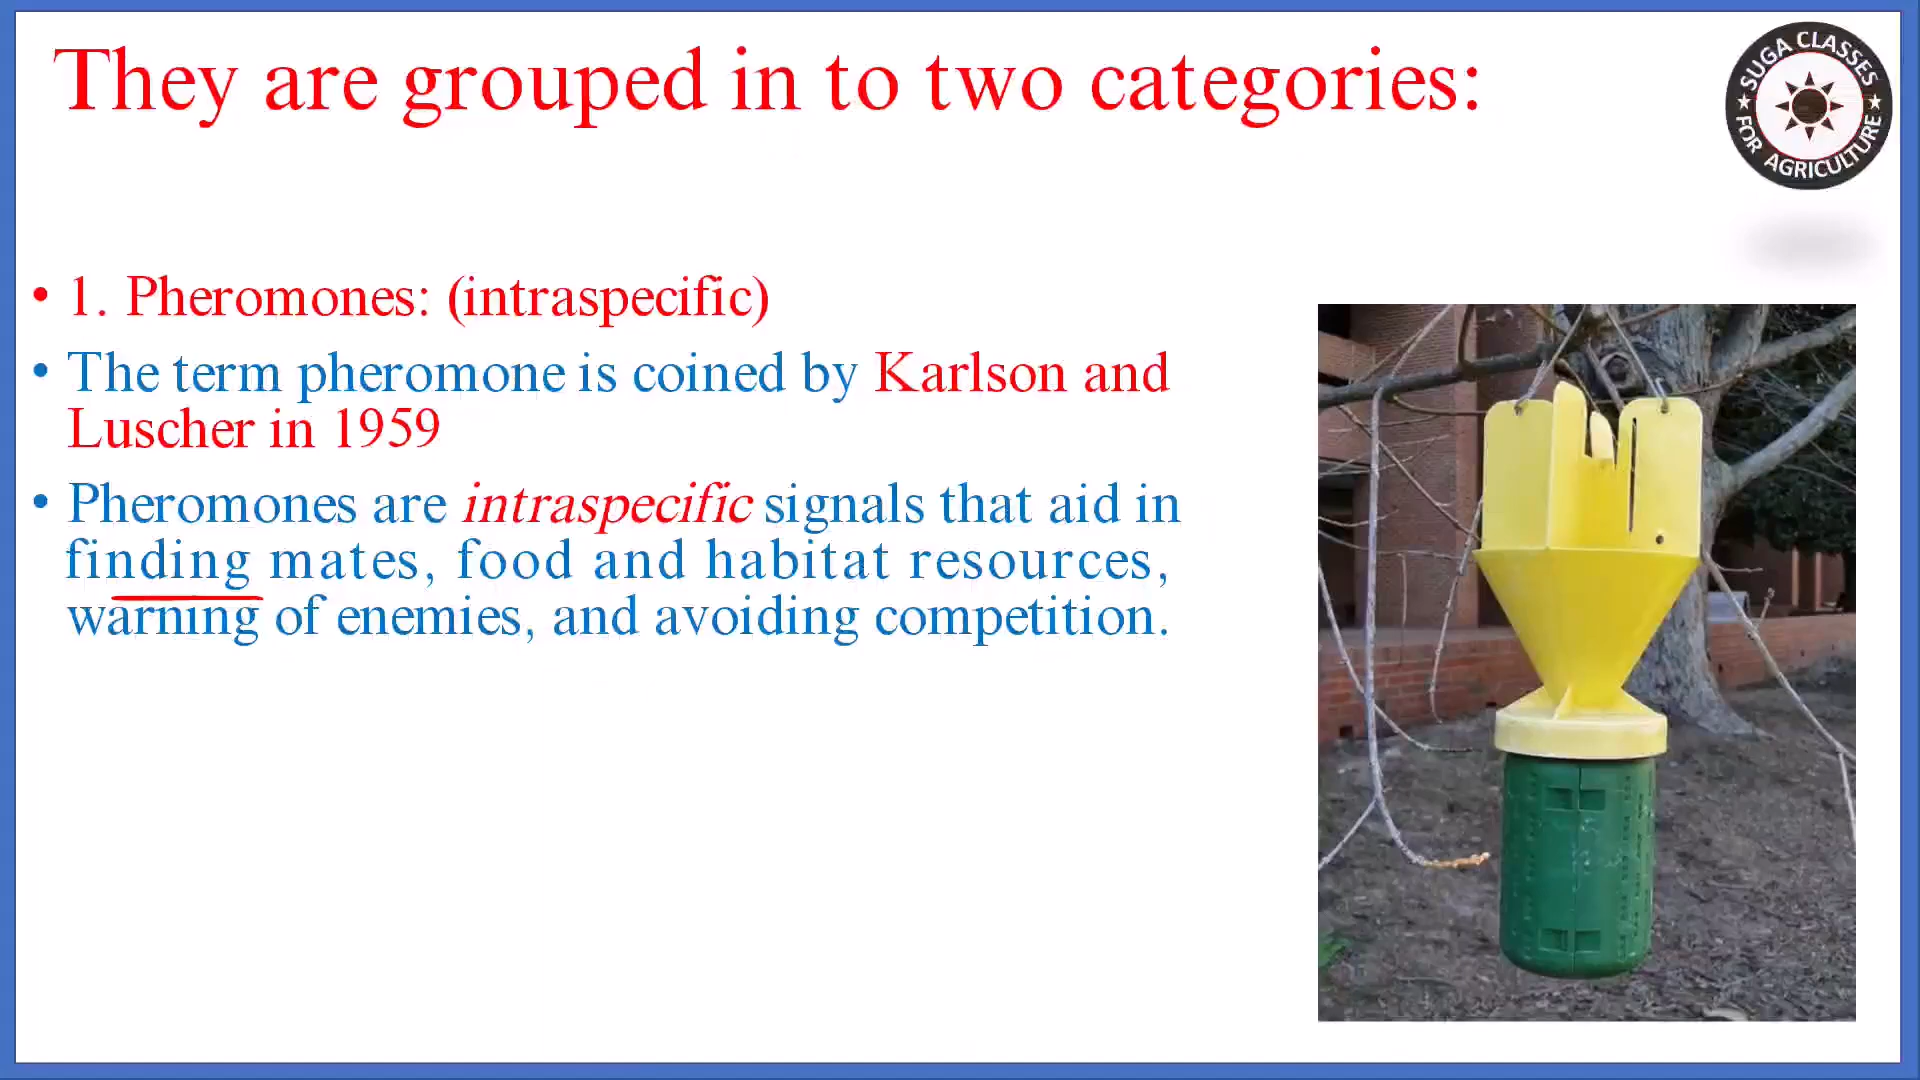 They are grouped in to two categories:
SUGA CLASSES
FOR AGRICULTURE
• 1. Pheromones: (intraspecific)
• The term pheromone is coined by Karlson and
Luscher in 1959
• Pheromones are intraspecific signals that aid in
finding mates, food and habitat resources,
warning of enemies, and avoiding competition.